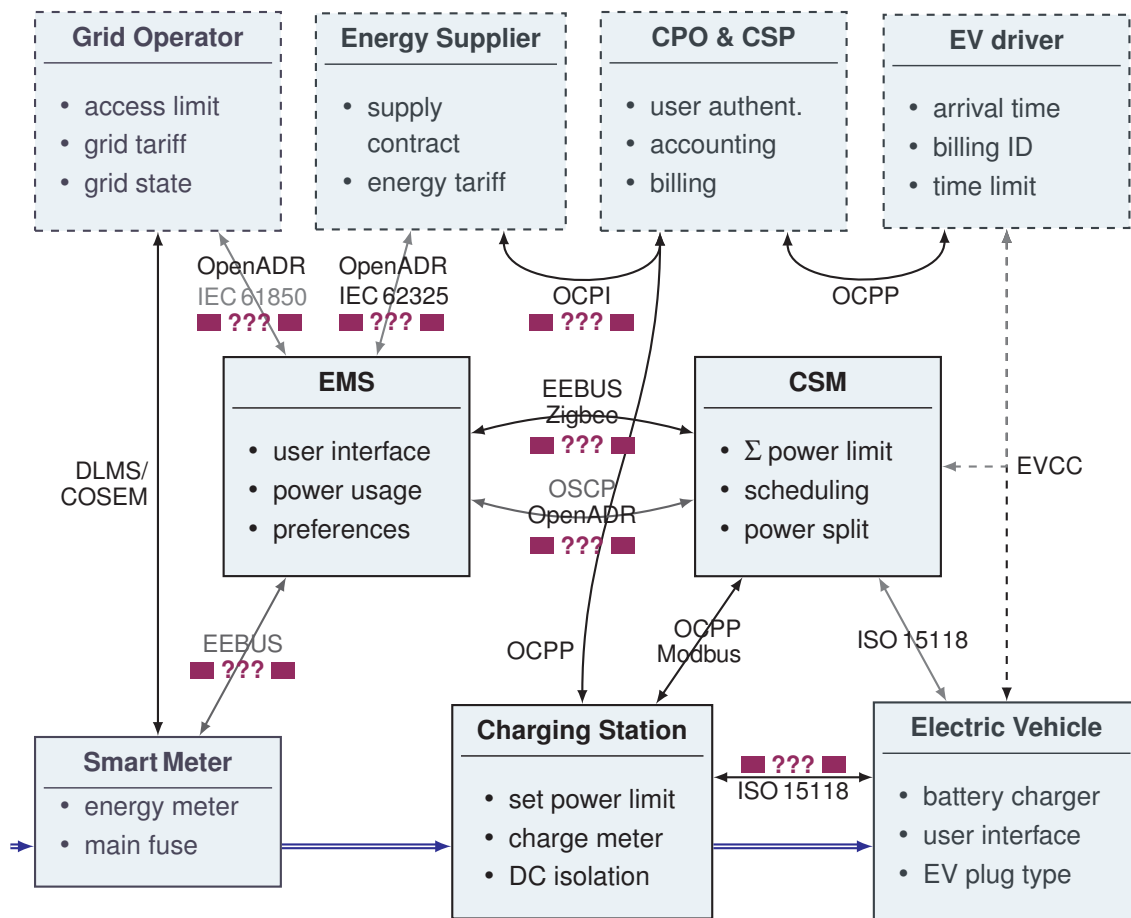 Grid Operator
• access limit
• grid tariff
• grid state
Energy Supplier
• supply
contract
• energy tariff
CPO & CSP
• user authent.
• accounting
• billing
EV driver
• arrival time
• billing ID
• time limit
OpenADR
IEC 61850
???
OpenADR
IEC 62325
???
OCPI
???
OCPP
EMS
• user interface
• power usage
• preferences
EEBUS
Zigbee
???
OSCP
OpenADR
???
CSM
• Σ power limit
• scheduling
• power split
DLMS/
COSEM
EVCC
EEBUS
???
OCPP
OCPP
Modbus
ISO 15118
Smart Meter
• energy meter
• main fuse
Charging Station
• set power limit
• charge meter
• DC isolation
???
ISO 15118
Electric Vehicle
• battery charger
• user interface
• EV plug type